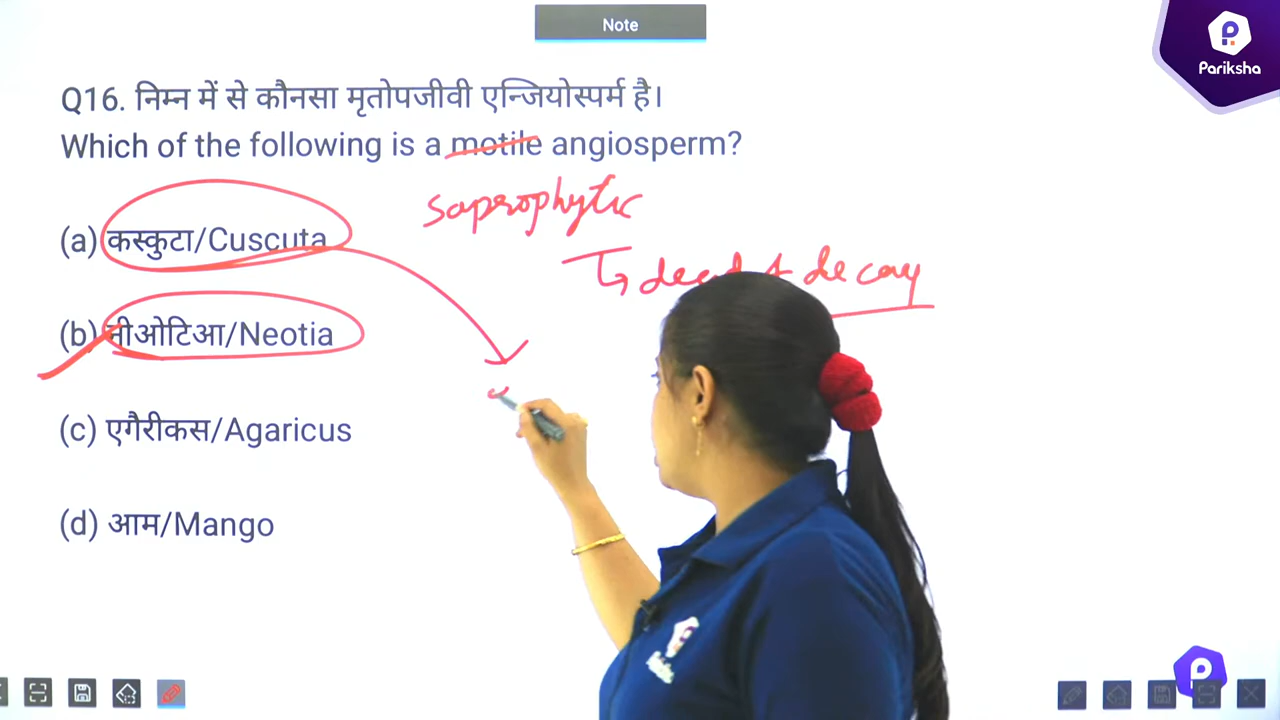 Note
Pariksha
Q16. निम्न में से कौनसा मृतोपजीवी एन्जियोस्पर्म है।
Which of the following is a motile angiosperm?
saprophytic
decay
(a) कस्कुटा/Cuscuta
(b) नीओटिआ/Neotia
(c) एगैरीकस/Agaricus
(d) आम/Mango